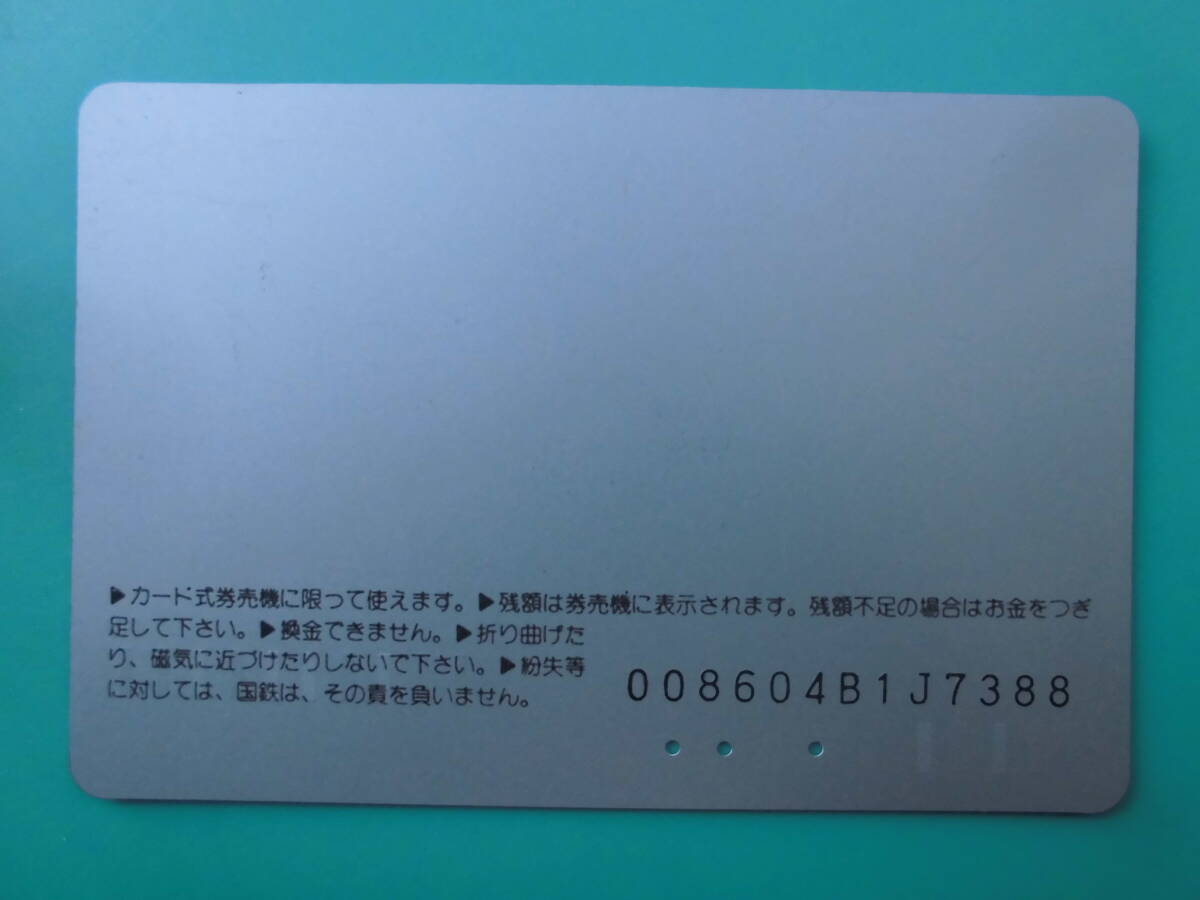 ▶カード式券売機に限って使えます。▶残額は券売機に表示されます。残額不足の場合はお金をつぎ
足して下さい。▶換金できません。▶折り曲げた
り、磁気に近づけたりしないで下さい。▶紛失等
に対しては、国鉄は、その責を負いません。
008604B1J7388